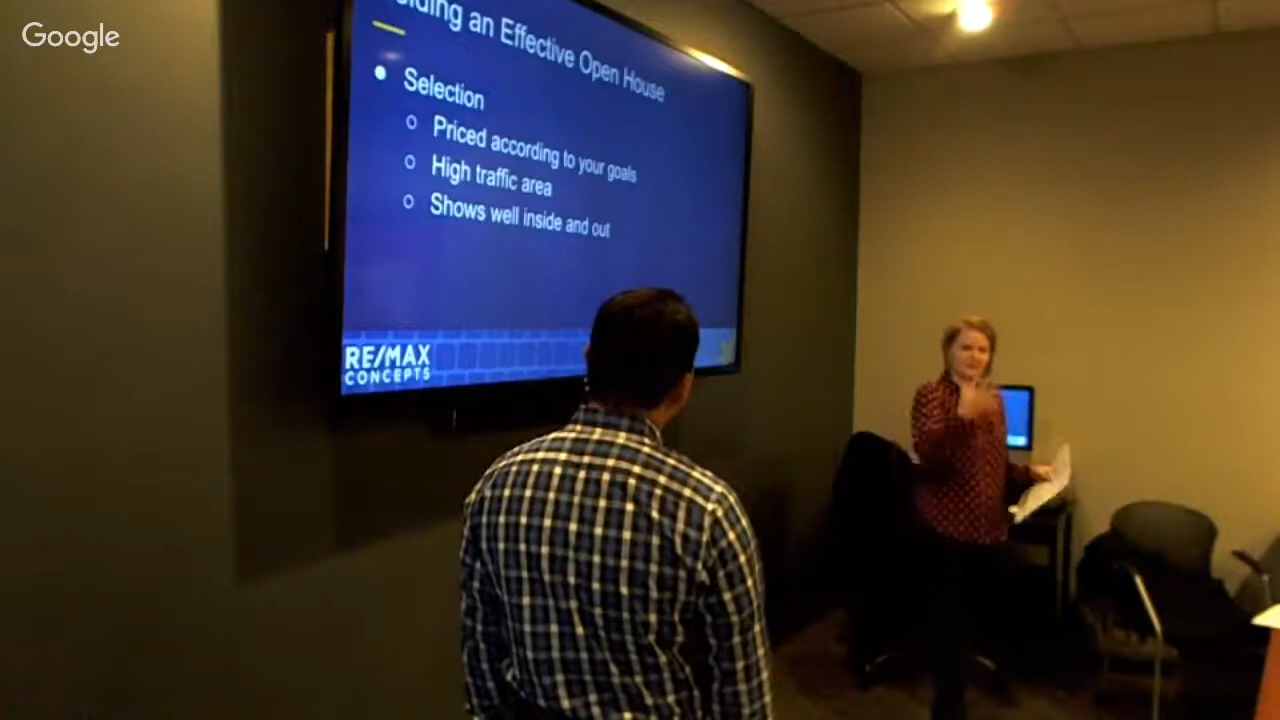 Google
an Effective Open House
Selection
Priced according to your goals
High traffic area
Shows well inside and out
RE/MAX
CONCEPTS